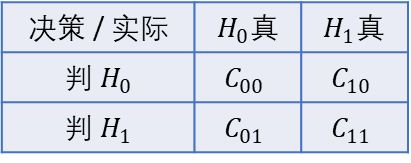 决策 / 实际 H₀真 H₁真
判 H₀ C₀₀ C₁₀
判 H₁ C₀₁ C₁₁